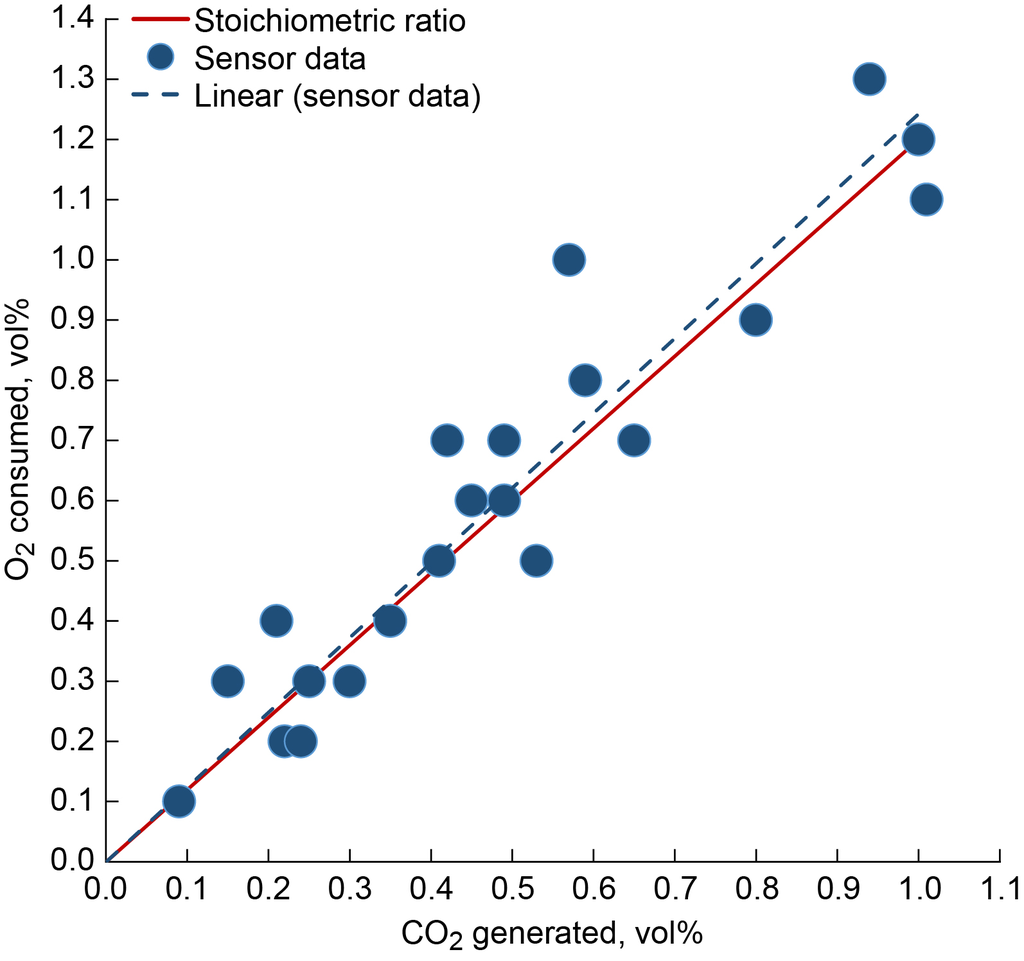 Stoichiometric ratio
Sensor data
Linear (sensor data)
1.4
1.3
1.2
1.1
1.0
0.9
0.8
0.7
0.6
0.5
0.4
0.3
0.2
0.1
0.0
O₂ consumed, vol%
0.0 0.1 0.2 0.3 0.4 0.5 0.6 0.7 0.8 0.9 1.0 1.1
CO₂ generated, vol%